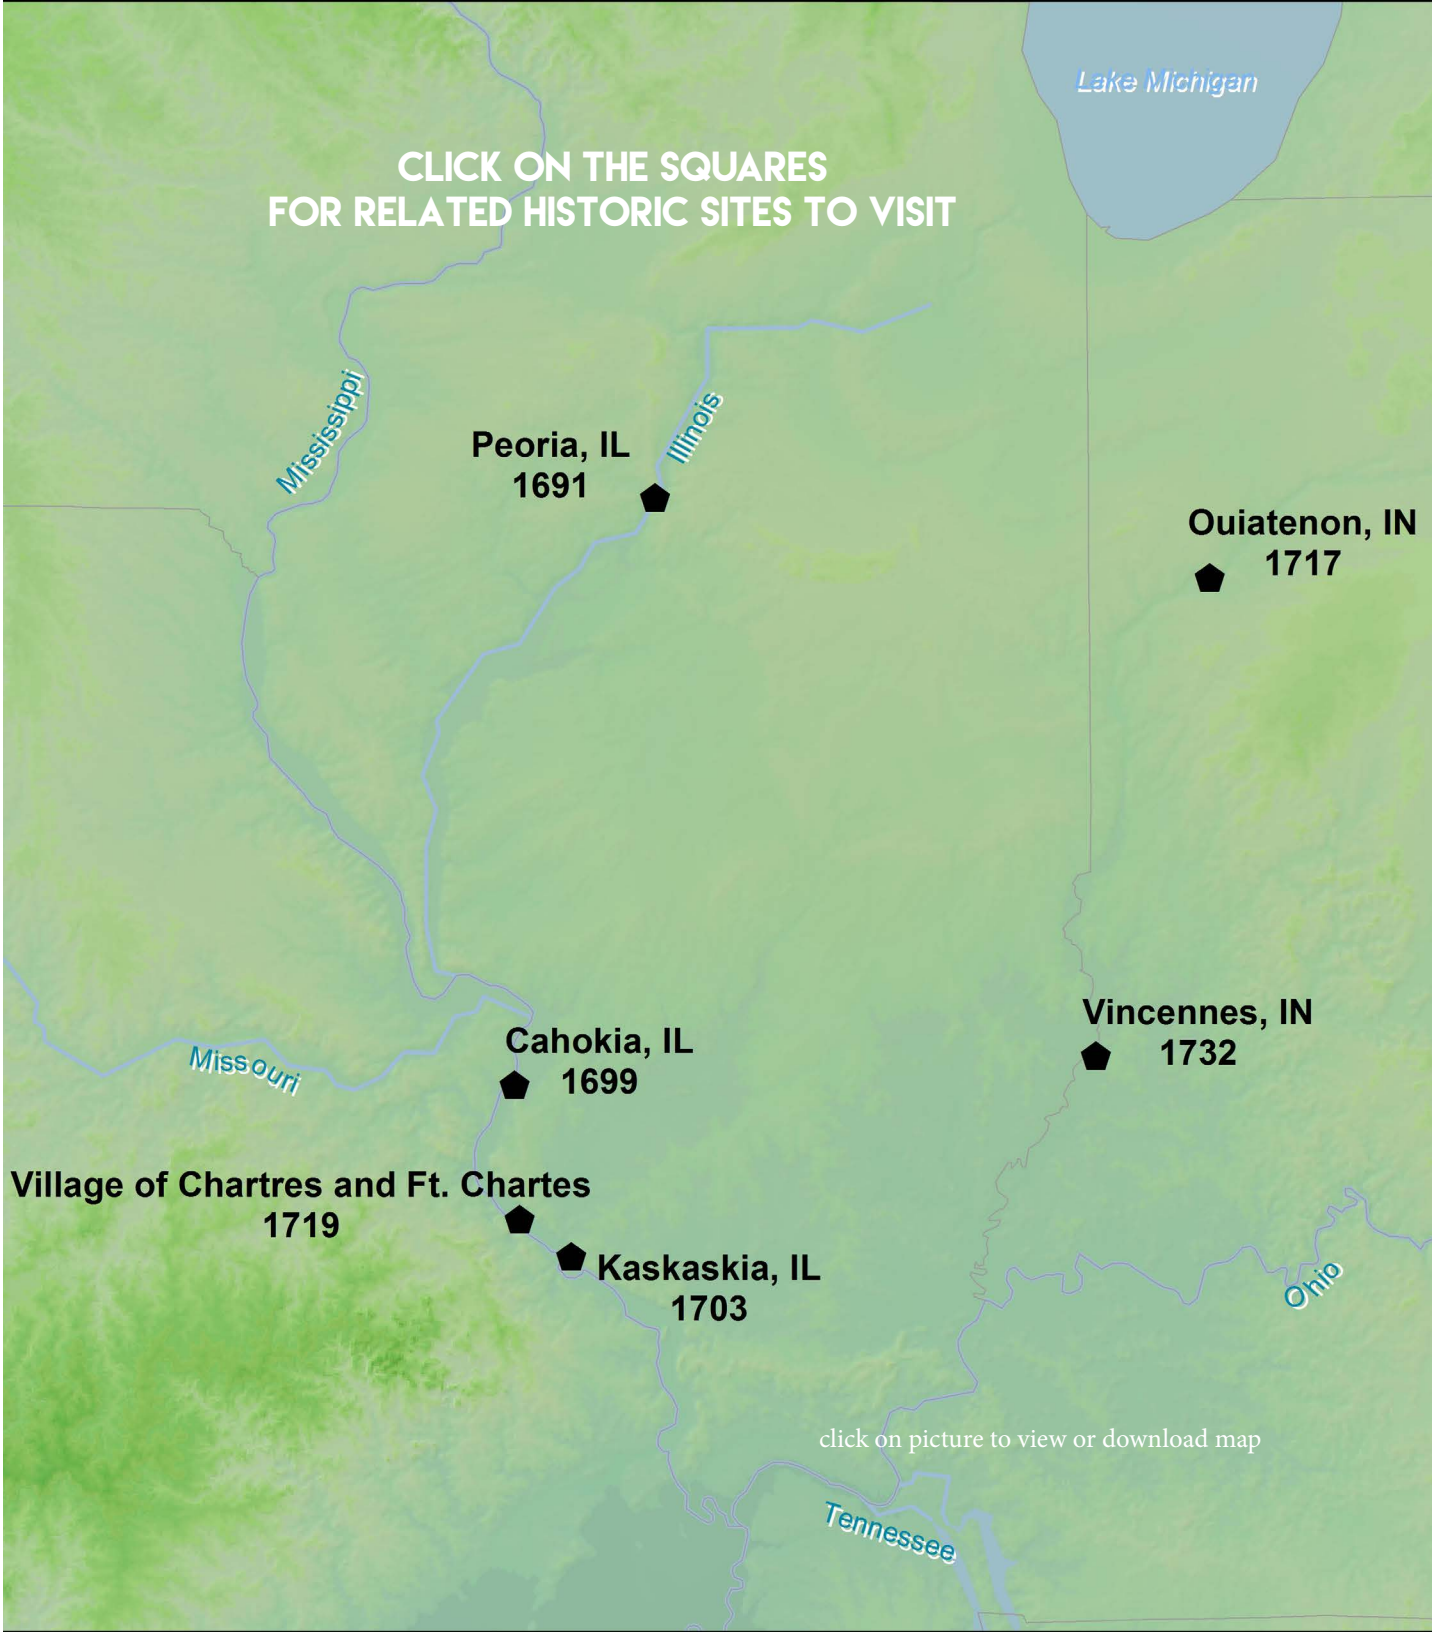 Lake Michigan
CLICK ON THE SQUARES
FOR RELATED HISTORIC SITES TO VISIT
Mississippi
Illinois
Peoria, IL
1691
Ouiatenon, IN
1717
Vincennes, IN
1732
Cahokia, IL
1699
Missouri
Village of Chartres and Ft. Chartes
1719
Kaskaskia, IL
1703
Ohio
click on picture to view or download map
Tennessee